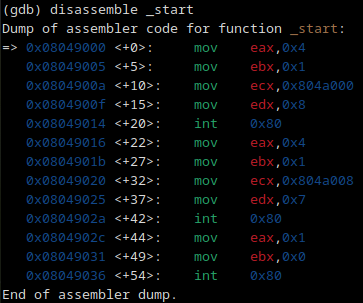 (gdb) disassemble _start
Dump of assembler code for function _start:
=> 0x08049000 <+0>:     mov    eax,0x4
   0x08049005 <+5>:     mov    ebx,0x1
   0x0804900a <+10>:    mov    ecx,0x804a000
   0x0804900f <+15>:    mov    edx,0x8
   0x08049014 <+20>:    int    0x80
   0x08049016 <+22>:    mov    eax,0x4
   0x0804901b <+27>:    mov    ebx,0x1
   0x08049020 <+32>:    mov    ecx,0x804a008
   0x08049025 <+37>:    mov    edx,0x7
   0x0804902a <+42>:    int    0x80
   0x0804902c <+44>:    mov    eax,0x1
   0x08049031 <+49>:    mov    ebx,0x0
   0x08049036 <+54>:    int    0x80
End of assembler dump.